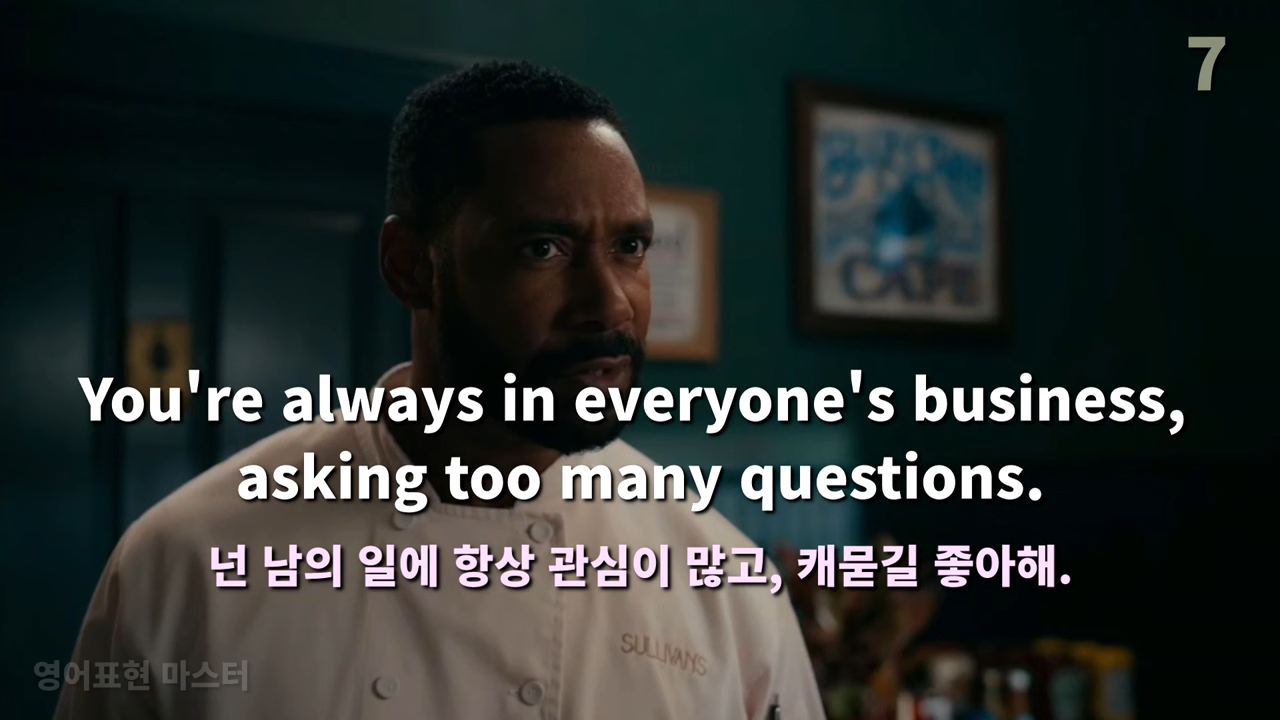 7
CAFE
You're always in everyone's business,
asking too many questions.
넌 남의 일에 항상 관심이 많고, 캐묻길 좋아해.
SULLIVAN'S
영어표현 마스터